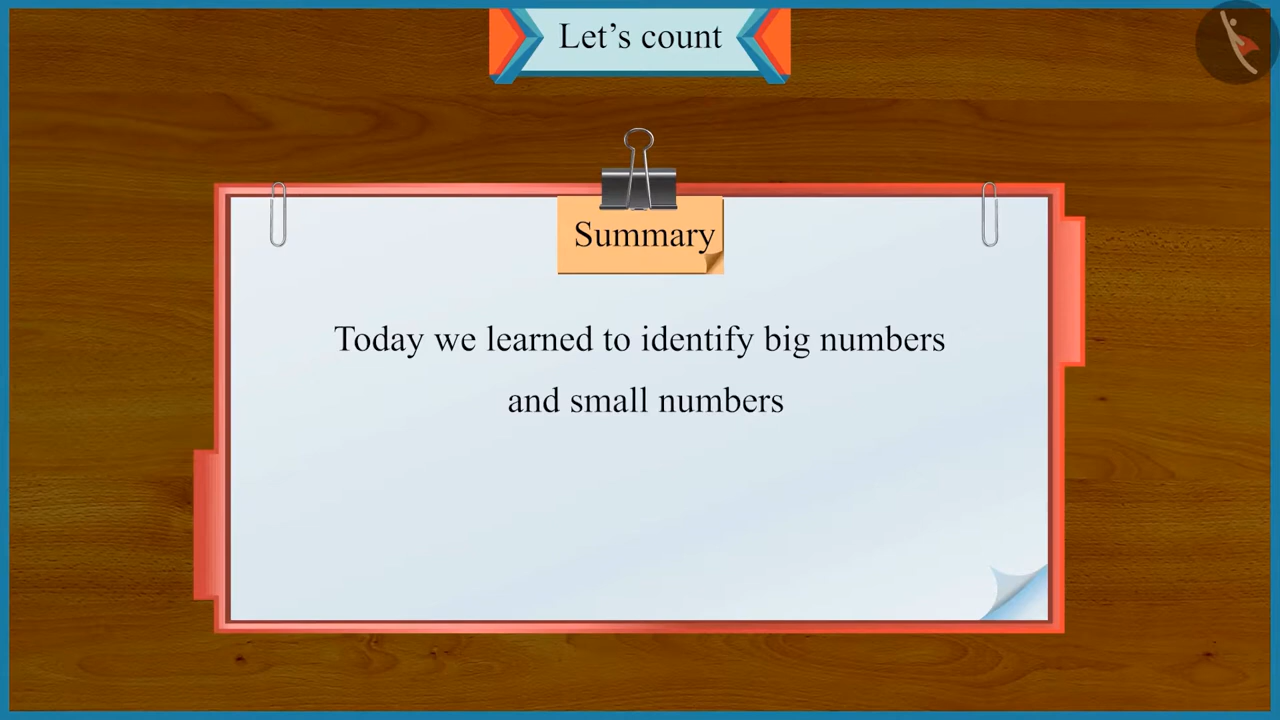 Let’s count
Summary
Today we learned to identify big numbers
and small numbers